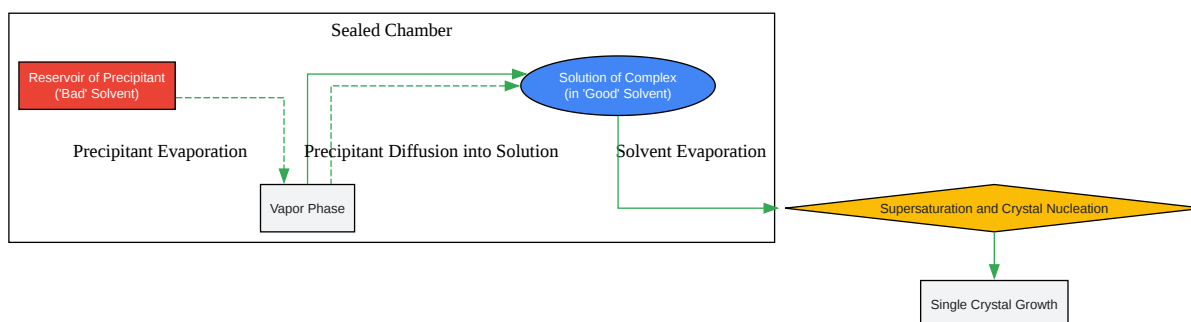 Sealed Chamber
Reservoir of Precipitant
('Bad' Solvent)
Solution of Complex
(in 'Good' Solvent)
Precipitant Evaporation
Precipitant Diffusion into Solution
Solvent Evaporation
Vapor Phase
Supersaturation and Crystal Nucleation
Single Crystal Growth